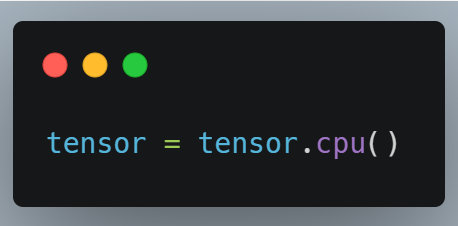 tensor = tensor.cpu()